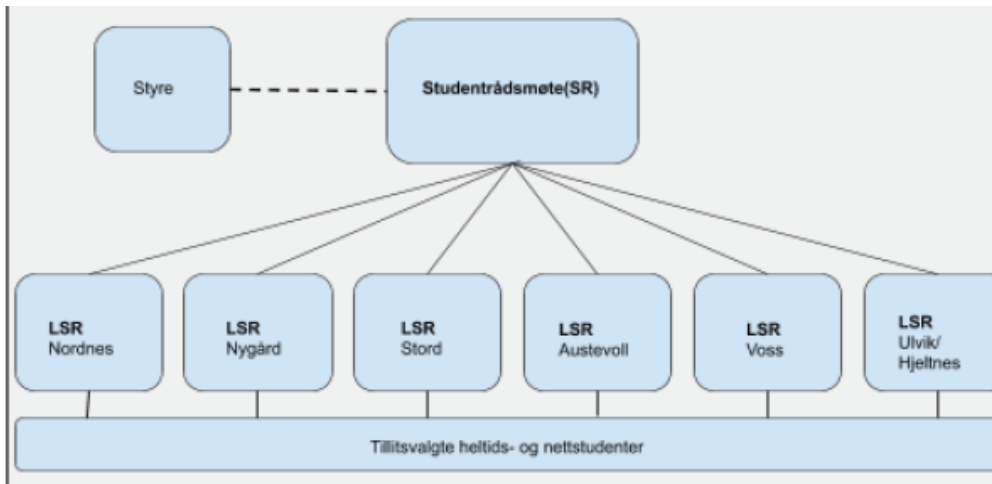 Styre
Studentrådsmøte(SR)
LSR
Nordnes
LSR
Nygård
LSR
Stord
LSR
Austevoll
LSR
Voss
LSR
Ulvik/
Hjeltnes
Tillitsvalgte heltids- og nettstudenter